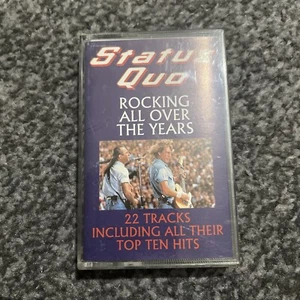 Status
Quo
ROCKING
ALL OVER
THE YEARS
22 TRACKS
INCLUDING ALL THEIR
TOP TEN HITS